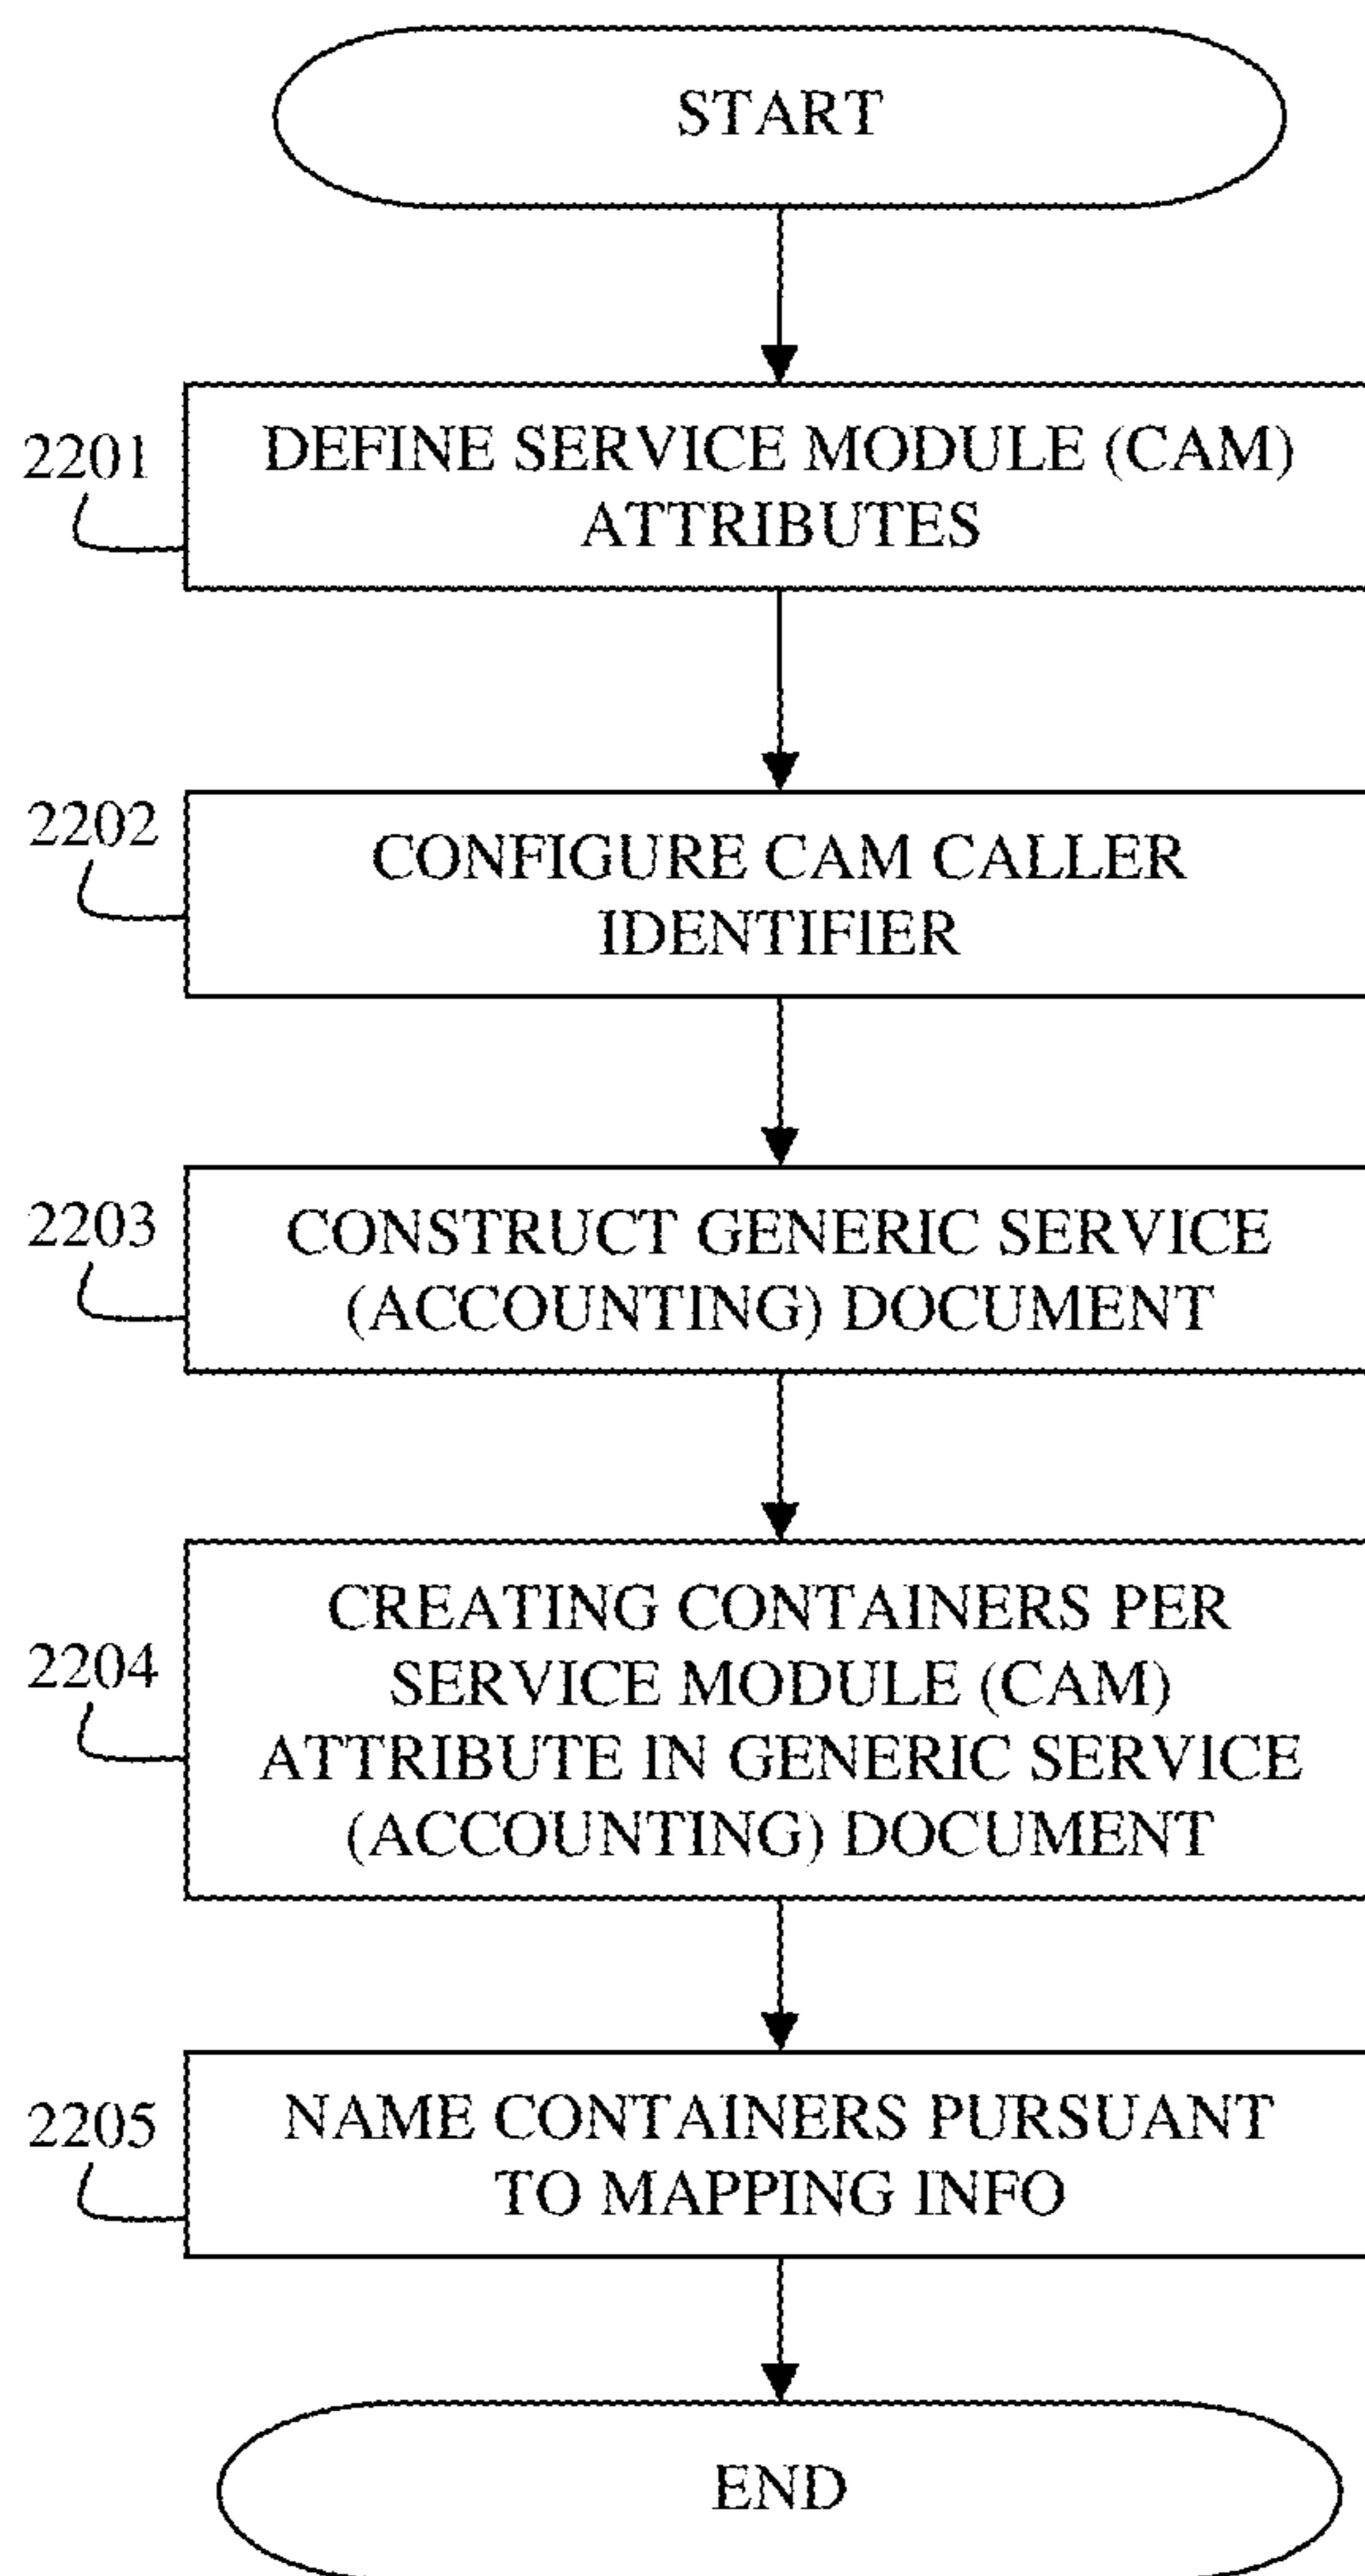 START
2201
DEFINE SERVICE MODULE (CAM)
ATTRIBUTES
2202
CONFIGURE CAM CALLER
IDENTIFIER
2203
CONSTRUCT GENERIC SERVICE
(ACCOUNTING) DOCUMENT
2204
CREATING CONTAINERS PER
SERVICE MODULE (CAM)
ATTRIBUTE IN GENERIC SERVICE
(ACCOUNTING) DOCUMENT
2205
NAME CONTAINERS PURSUANT
TO MAPPING INFO
END